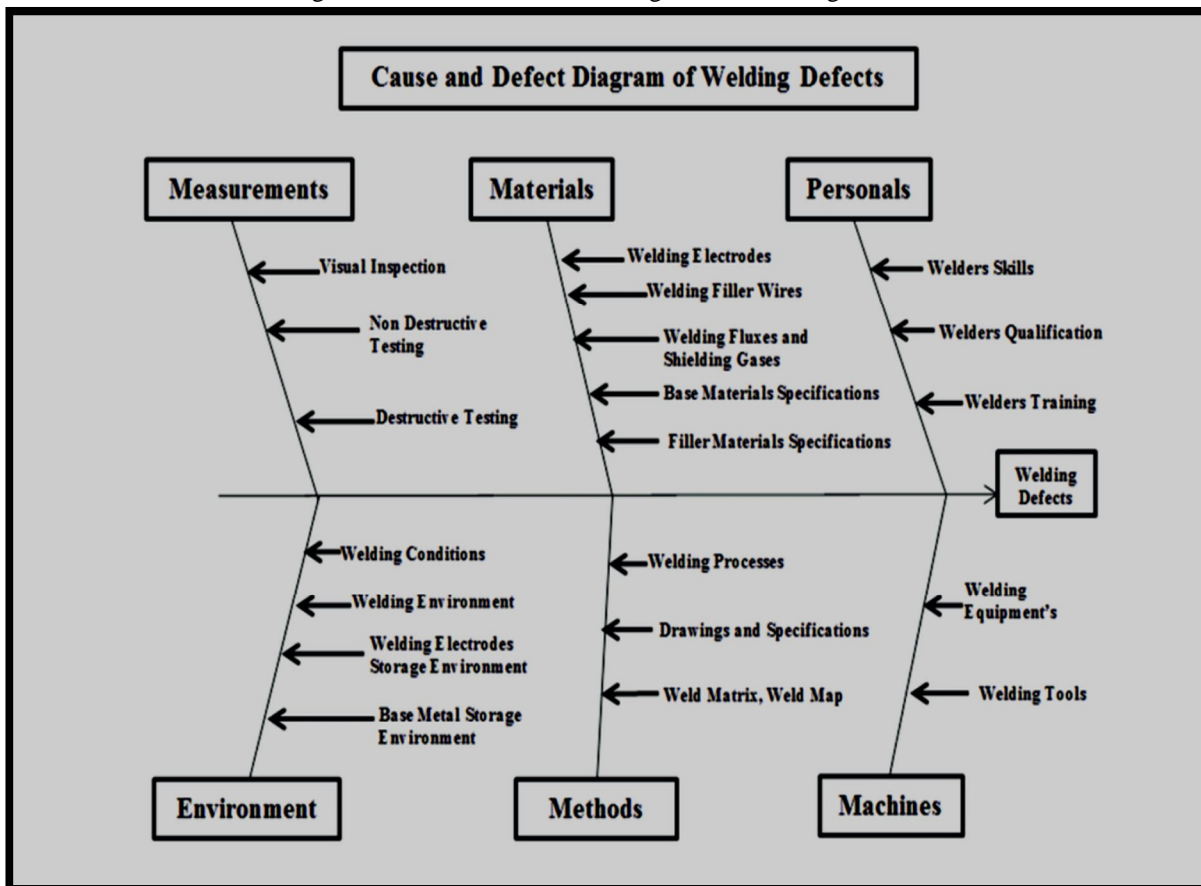 Cause and Defect Diagram of Welding Defects
Measurements
Materials
Personals
Visual Inspection
Non Destructive
Testing
Destructive Testing
Welding Electrodes
Welding Filler Wires
Welding Fluxes and
Shielding Gases
Base Materials Specifications
Filler Materials Specifications
Welders Skills
Welders Qualification
Welders Training
Welding
Defects
Welding Conditions
Welding Environment
Welding Electrodes
Storage Environment
Base Metal Storage
Environment
Welding Processes
Drawings and Specifications
Weld Matrix, Weld Map
Welding
Equipment's
Welding Tools
Environment
Methods
Machines